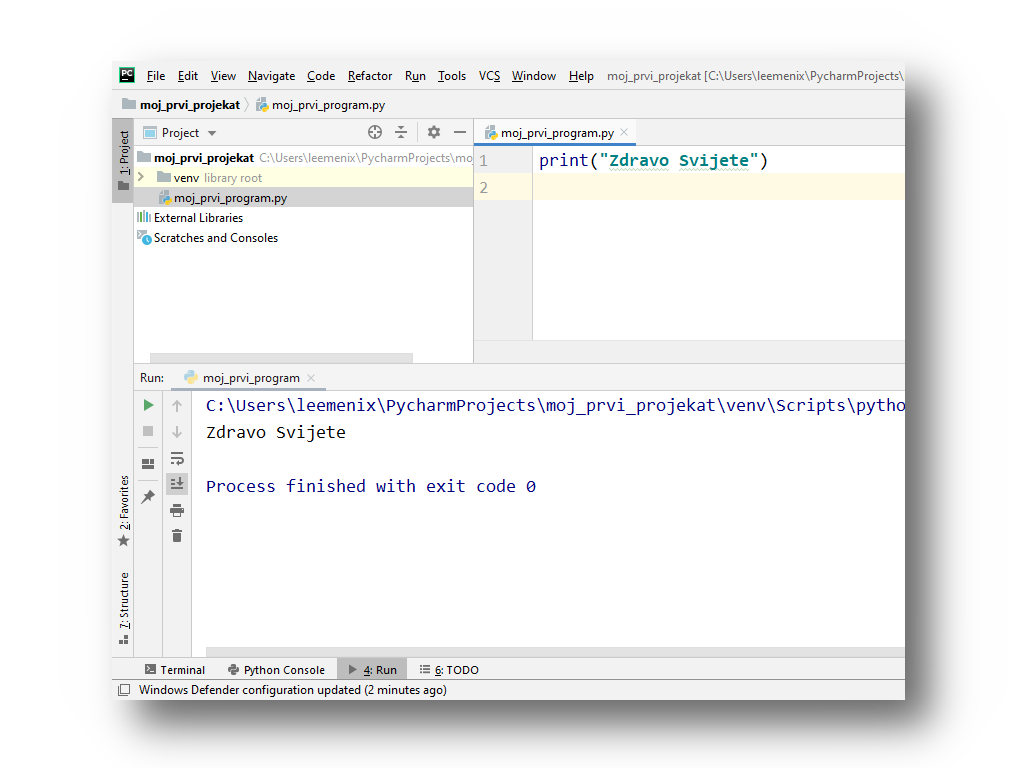 PC File Edit View Navigate Code Refactor Run Tools VCS Window Help moj_prvi_projekat [C:\Users\leemenix\PycharmProjects\
moj_prvi_projekat moj_prvi_program.py
1: Project
Project
moj_prvi_projekat C:\Users\leemenix\PycharmProjects\mo
venv library root
moj_prvi_program.py
External Libraries
Scratches and Consoles
moj_prvi_program.py
1 print("Zdravo Svijete")
2
Run: moj_prvi_program
C:\Users\leemenix\PycharmProjects\moj_prvi_projekat\venv\Scripts\pytho
Zdravo Svijete
Process finished with exit code 0
2: Favorites
7: Structure
Terminal Python Console 4: Run 6: TODO
Windows Defender configuration updated (2 minutes ago)